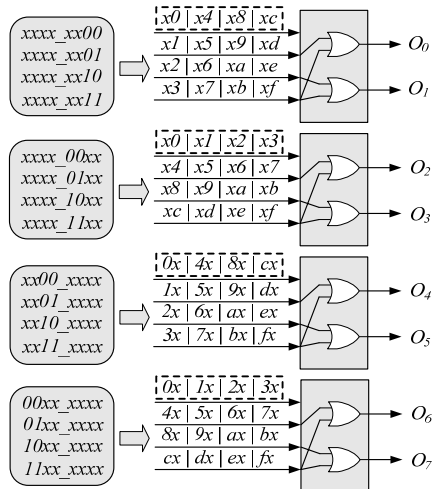 xxxx_xx00
xxxx_xx01
xxxx_xx10
xxxx_xx11
x0 | x4 | x8 | xc
x1 | x5 | x9 | xd
x2 | x6 | xa | xe
x3 | x7 | xb | xf
O0
O1
xxxx_00xx
xxxx_01xx
xxxx_10xx
xxxx_11xx
x0 | x1 | x2 | x3
x4 | x5 | x6 | x7
x8 | x9 | xa | xb
xc | xd | xe | xf
O2
O3
xx00_xxxx
xx01_xxxx
xx10_xxxx
xx11_xxxx
0x | 4x | 8x | cx
1x | 5x | 9x | dx
2x | 6x | ax | ex
3x | 7x | bx | fx
O4
O5
00xx_xxxx
01xx_xxxx
10xx_xxxx
11xx_xxxx
0x | 1x | 2x | 3x
4x | 5x | 6x | 7x
8x | 9x | ax | bx
cx | dx | ex | fx
O6
O7